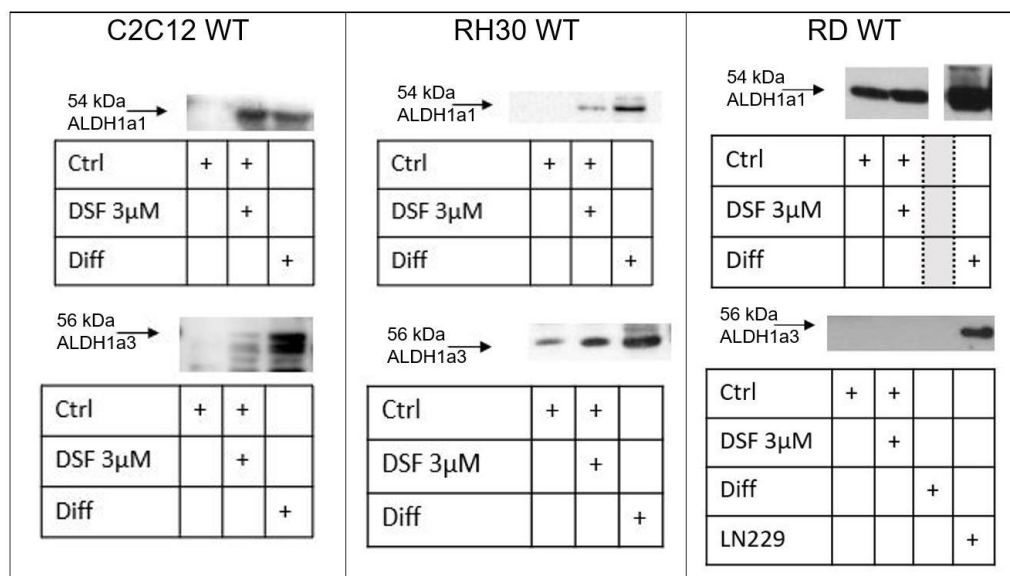 C2C12 WT
54 kDa
ALDH1a1
Ctrl + +
DSF 3µM +
Diff +
56 kDa
ALDH1a3
Ctrl + +
DSF 3µM +
Diff +
RH30 WT
54 kDa
ALDH1a1
Ctrl + +
DSF 3µM +
Diff +
56 kDa
ALDH1a3
Ctrl + +
DSF 3µM +
Diff +
RD WT
54 kDa
ALDH1a1
Ctrl + +
DSF 3µM +
Diff +
56 kDa
ALDH1a3
Ctrl + +
DSF 3µM +
Diff +
LN229 +